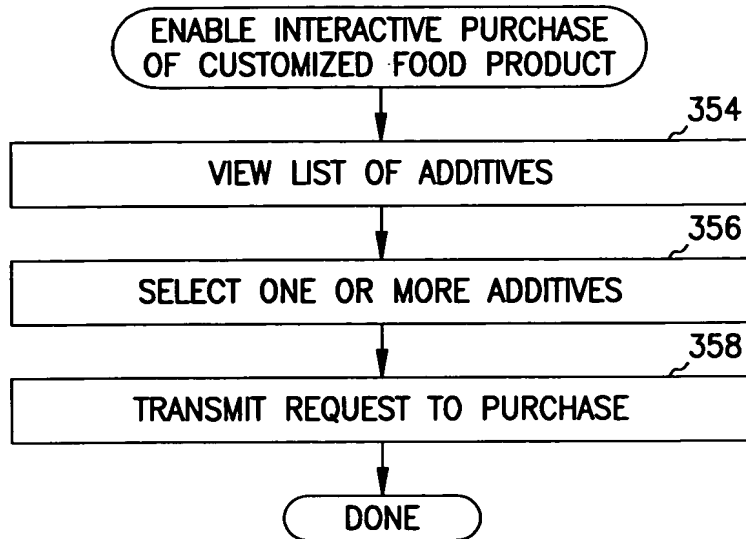 ENABLE INTERACTIVE PURCHASE
OF CUSTOMIZED FOOD PRODUCT
354
VIEW LIST OF ADDITIVES
356
SELECT ONE OR MORE ADDITIVES
358
TRANSMIT REQUEST TO PURCHASE
DONE